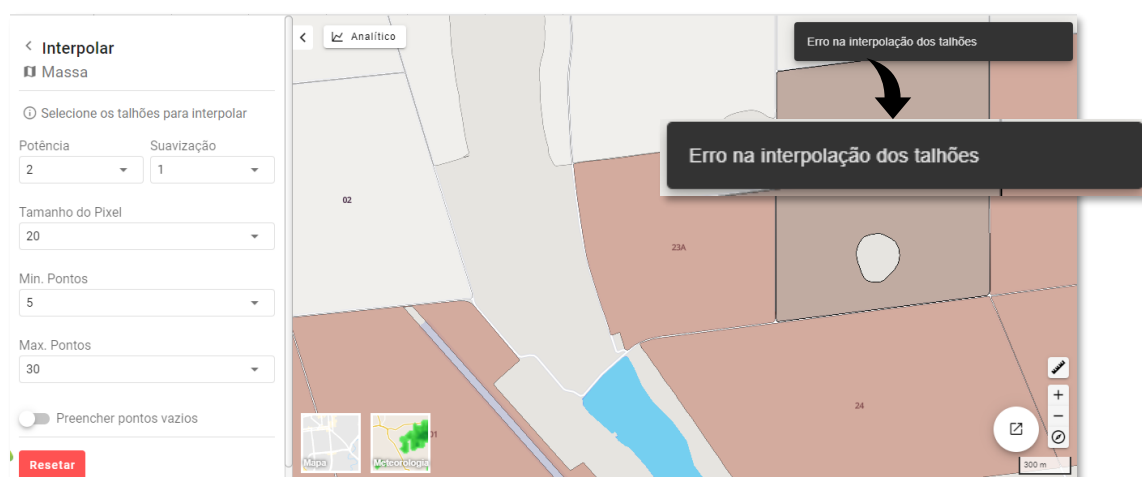 Interpolar
Massa
Selecione os talhões para interpolar
Potência
Suavização
2
1
Tamanho do Pixel
20
Min. Pontos
5
Max. Pontos
30
Preencher pontos vazios
Resetar
Analítico
Erro na interpolação dos talhões
Erro na interpolação dos talhões
02
23A
24
01
Mapa
Meteorologia
+
−
300 m